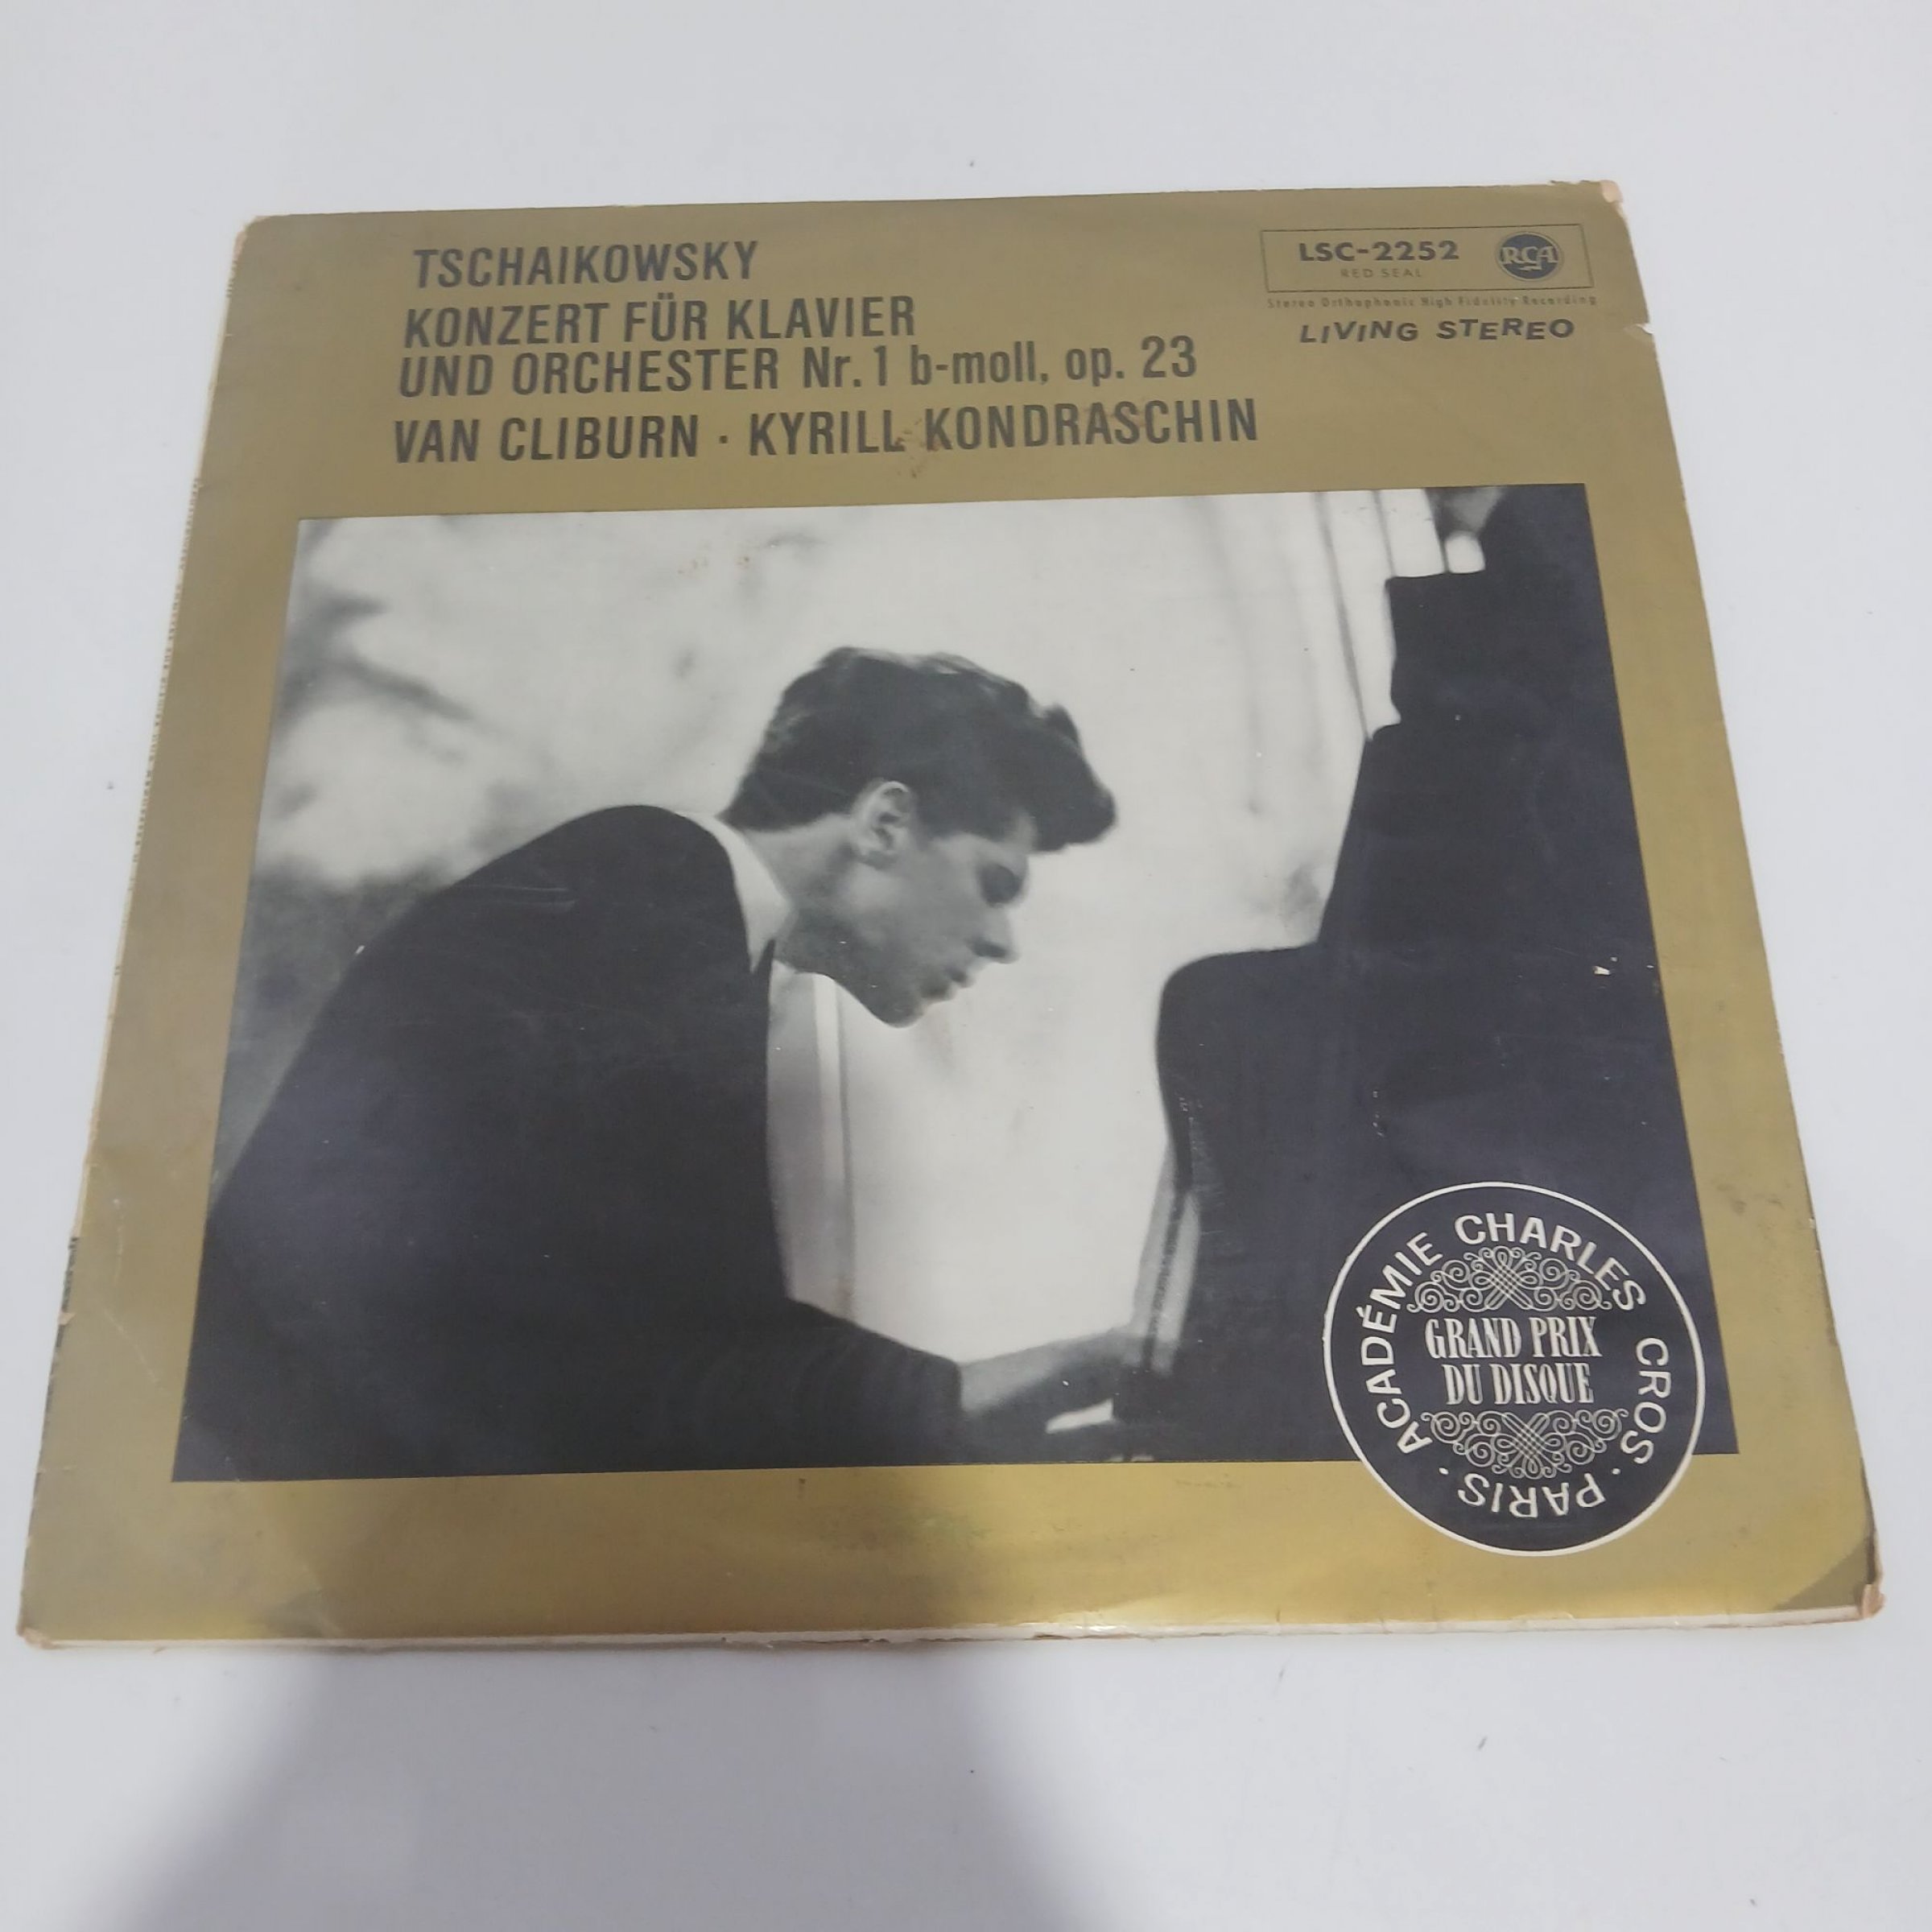 TSCHAIKOWSKY
KONZERT FÜR KLAVIER
UND ORCHESTER Nr. 1 b-moll, op. 23
VAN CLIBURN · KYRILL KONDRASCHIN
LSC-2252
RED SEAL
RCA
Stereo Orthophonic High Fidelity Recording
LIVING STEREO
ACADÉMIE CHARLES CROS · PARIS ·
GRAND PRIX
DU DISQUE